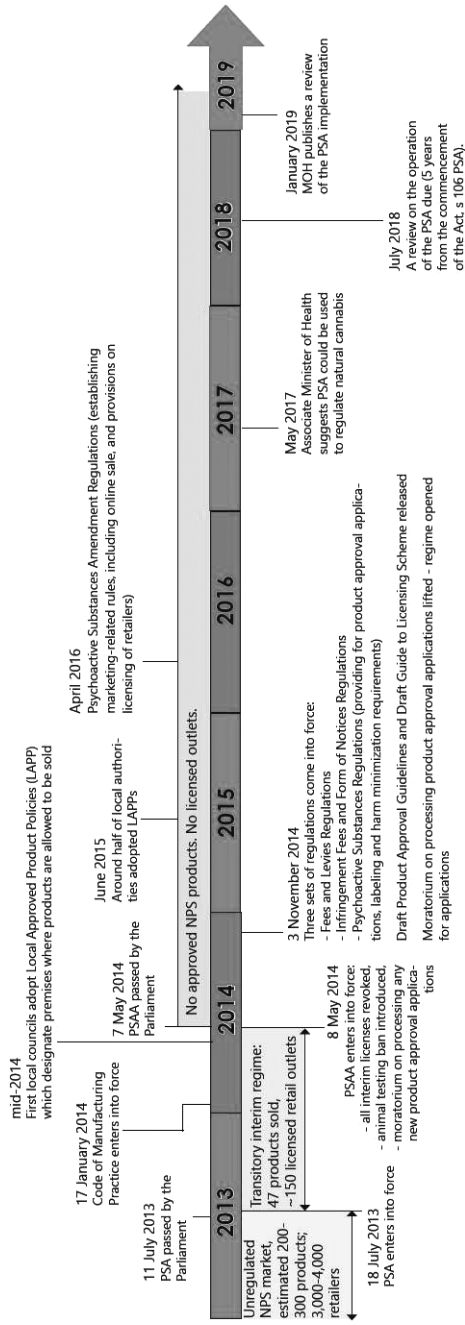 mid-2014
First local councils adopt Local Approved Product Policies (LAPP)
which designate premises where products are allowed to be sold
11 July 2013
PSA passed by the
Parliament
17 January 2014
Code of Manufacturing
Practice enters into force
7 May 2014
PSAA passed by the
Parliament
June 2015
Around half of local authori-
ties adopted LAPPs
April 2016
Psychoactive Substances Amendment Regulations (establishing
marketing-related rules, including online sale, and provisions on
licensing of retailers)
No approved NPS products. No licensed outlets.
2013
2014
2015
2016
2017
2018
2019
Unregulated
NPS market,
estimated 200-
300 products;
3,000-4,000
retailers
Transitory interim regime:
47 products sold,
~150 licensed retail outlets
18 July 2013
PSA enters into force
8 May 2014
PSAA enters into force:
- all interim licenses revoked,
- animal testing ban introduced,
- moratorium on processing any
new product approval applica-
tions
3 November 2014
Three sets of regulations come into force:
- Fees and Levies Regulations
- Infringement Fees and Form of Notices Regulations
- Psychoactive Substances Regulations (providing for product approval applica-
tions, labeling and harm minimization requirements)
Draft Product Approval Guidelines and Draft Guide to Licensing Scheme released
Moratorium on processing product approval applications lifted - regime opened
for applications
May 2017
Associate Minister of Health
suggests PSA could be used
to regulate natural cannabis
July 2018
A review on the operation
of the PSA due (5 years
from the commencement
of the Act, s 106 PSA).
January 2019
MOH publishes a review
of the PSA implementation